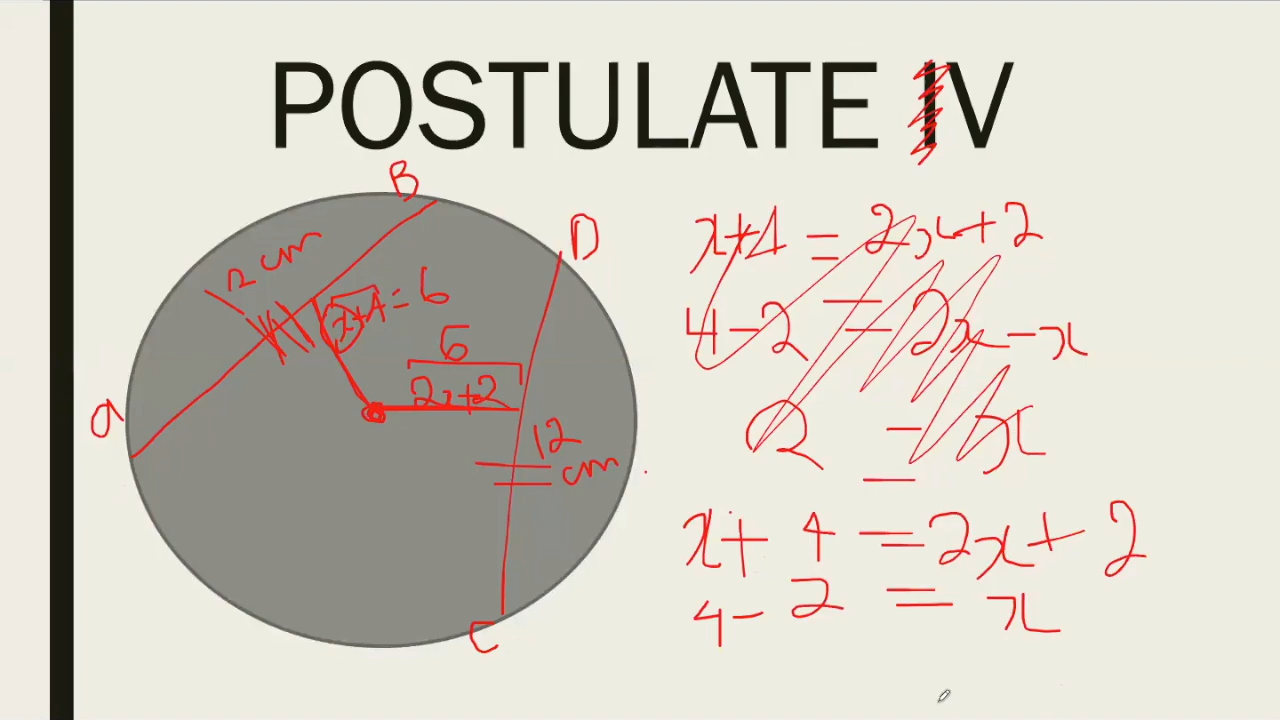 POSTULATE IV
B
D
12 cm
x+4 = 6
6
2x+2
a
12
cm
C
x+4 = 2x+2
4-2 = 2x-x
2 = x
x+4 = 2x+2
4-2 = x